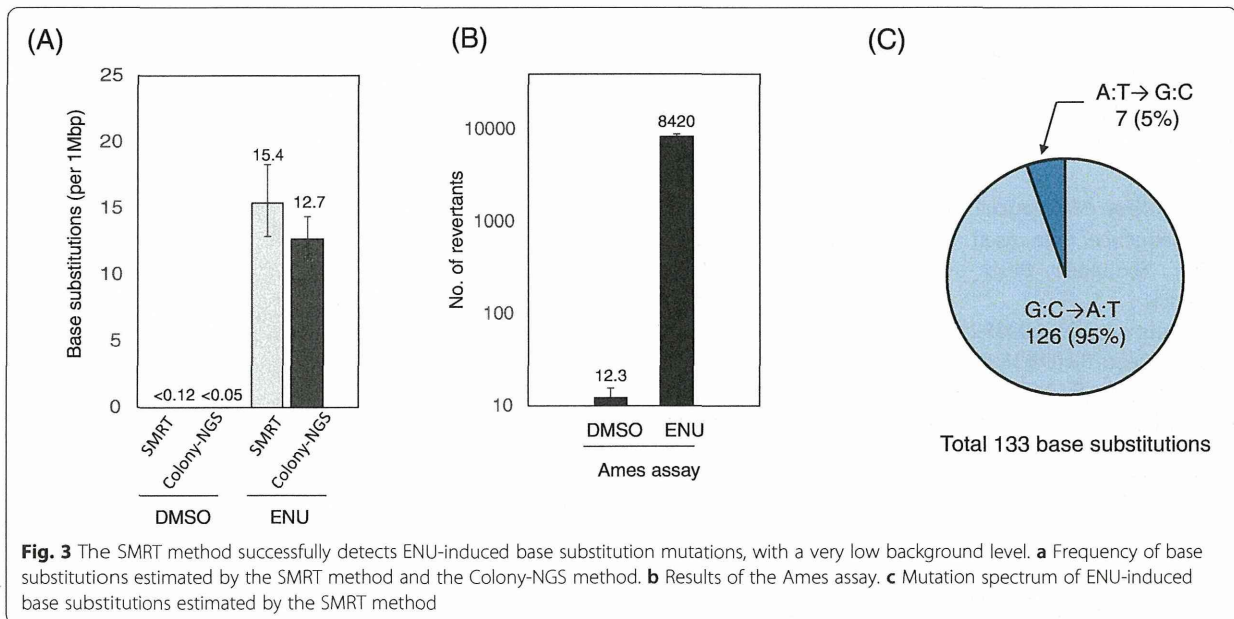 (A)
25
20
15
10
5
0
Base substitutions (per 1Mbp)
15.4
12.7
<0.12 <0.05
SMRT
Colony-NGS
SMRT
Colony-NGS
DMSO
ENU
(B)
10000
1000
100
10
No. of revertants
8420
12.3
DMSO ENU
Ames assay
(C)
A:T→ G:C
7 (5%)
G:C→A:T
126 (95%)
Total 133 base substitutions
Fig. 3 The SMRT method successfully detects ENU-induced base substitution mutations, with a very low background level. a Frequency of base
substitutions estimated by the SMRT method and the Colony-NGS method. b Results of the Ames assay. c Mutation spectrum of ENU-induced
base substitutions estimated by the SMRT method